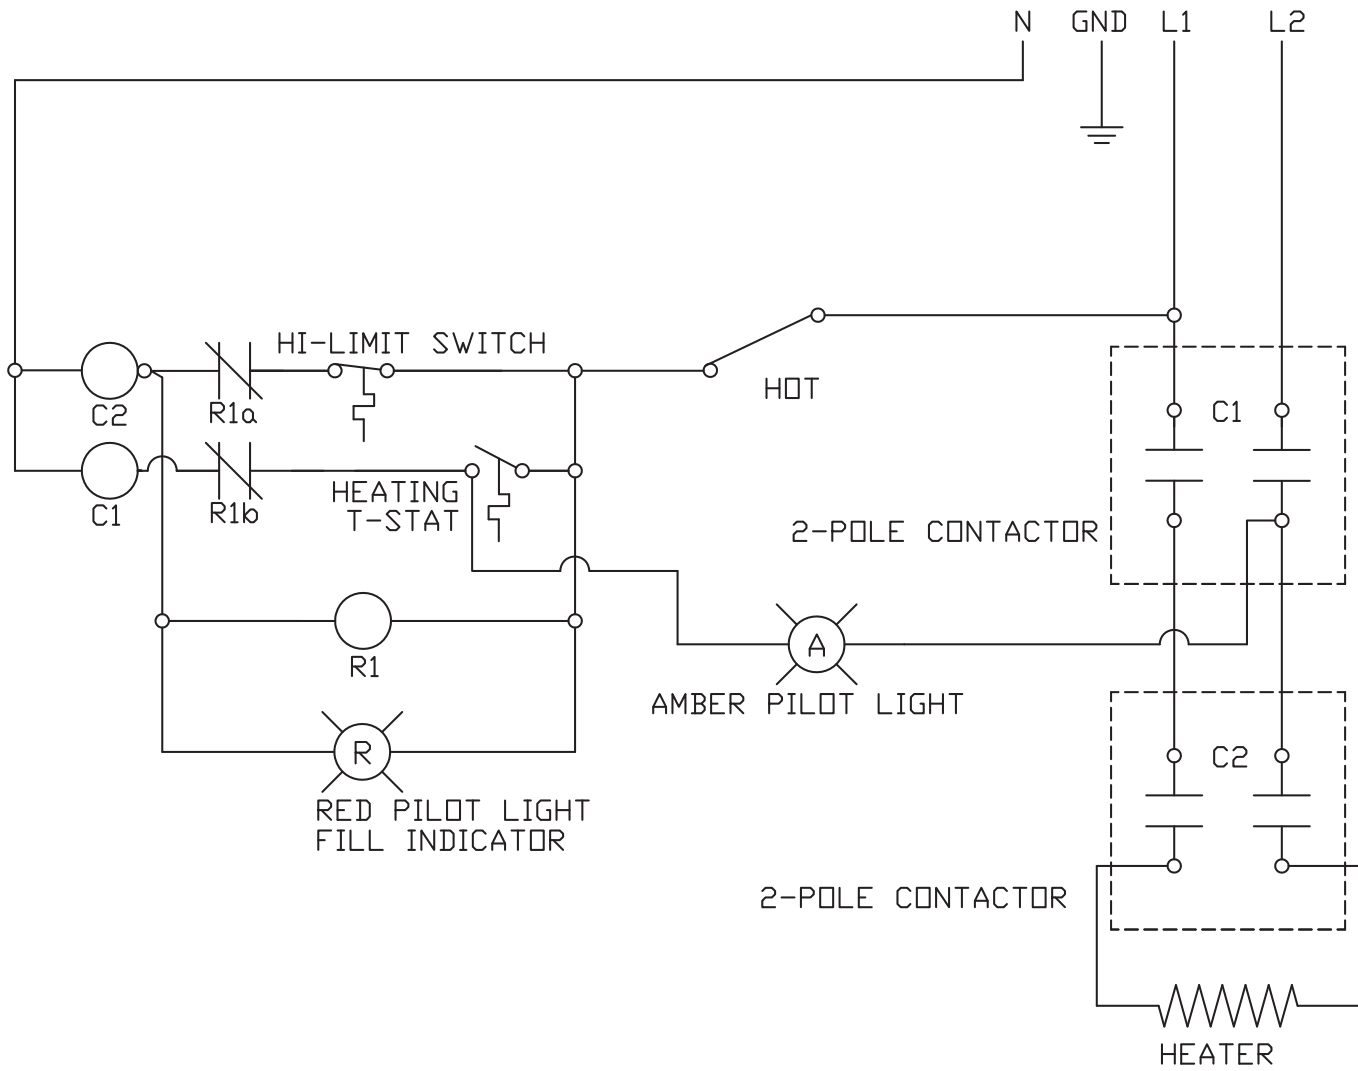 N GND L1 L2
HI-LIMIT SWITCH
HOT
C2 R1a
C1
HEATING
T-STAT
C1 R1b
2-POLE CONTACTOR
A
R1
AMBER PILOT LIGHT
R
C2
RED PILOT LIGHT
FILL INDICATOR
2-POLE CONTACTOR
HEATER